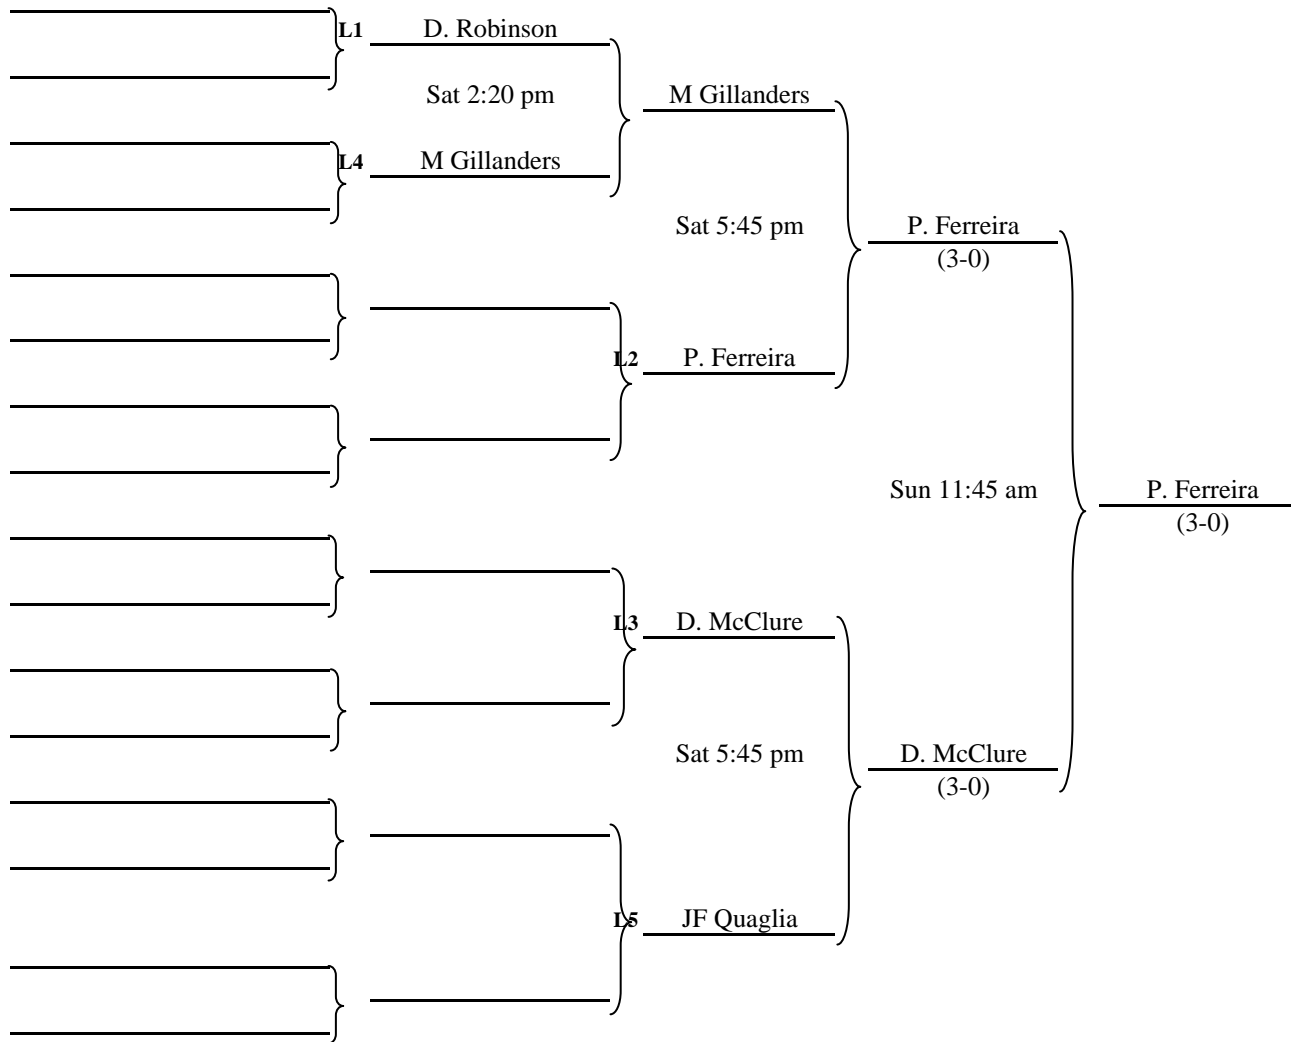 L1 D. Robinson
Sat 2:20 pm
M Gillanders
L4 M Gillanders
Sat 5:45 pm
P. Ferreira
(3-0)
L2 P. Ferreira
Sun 11:45 am
P. Ferreira
(3-0)
L3 D. McClure
Sat 5:45 pm
D. McClure
(3-0)
L5 JF Quaglia